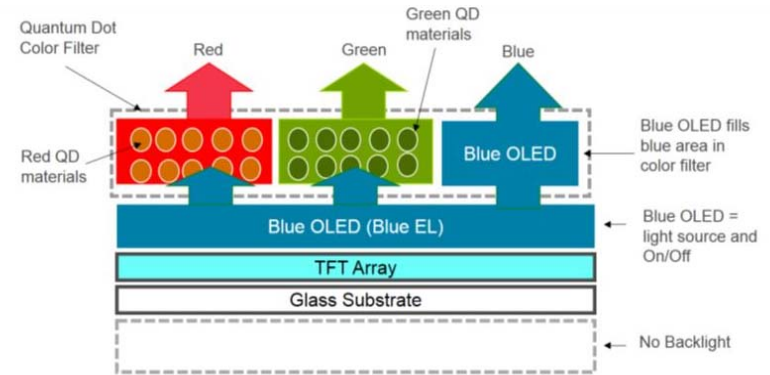 Quantum Dot
Color Filter
Red
Green
Green QD
materials
Blue
Red QD
materials
Blue OLED
Blue OLED fills
blue area in
color filter
Blue OLED (Blue EL)
Blue OLED =
light source and
On/Off
TFT Array
Glass Substrate
No Backlight